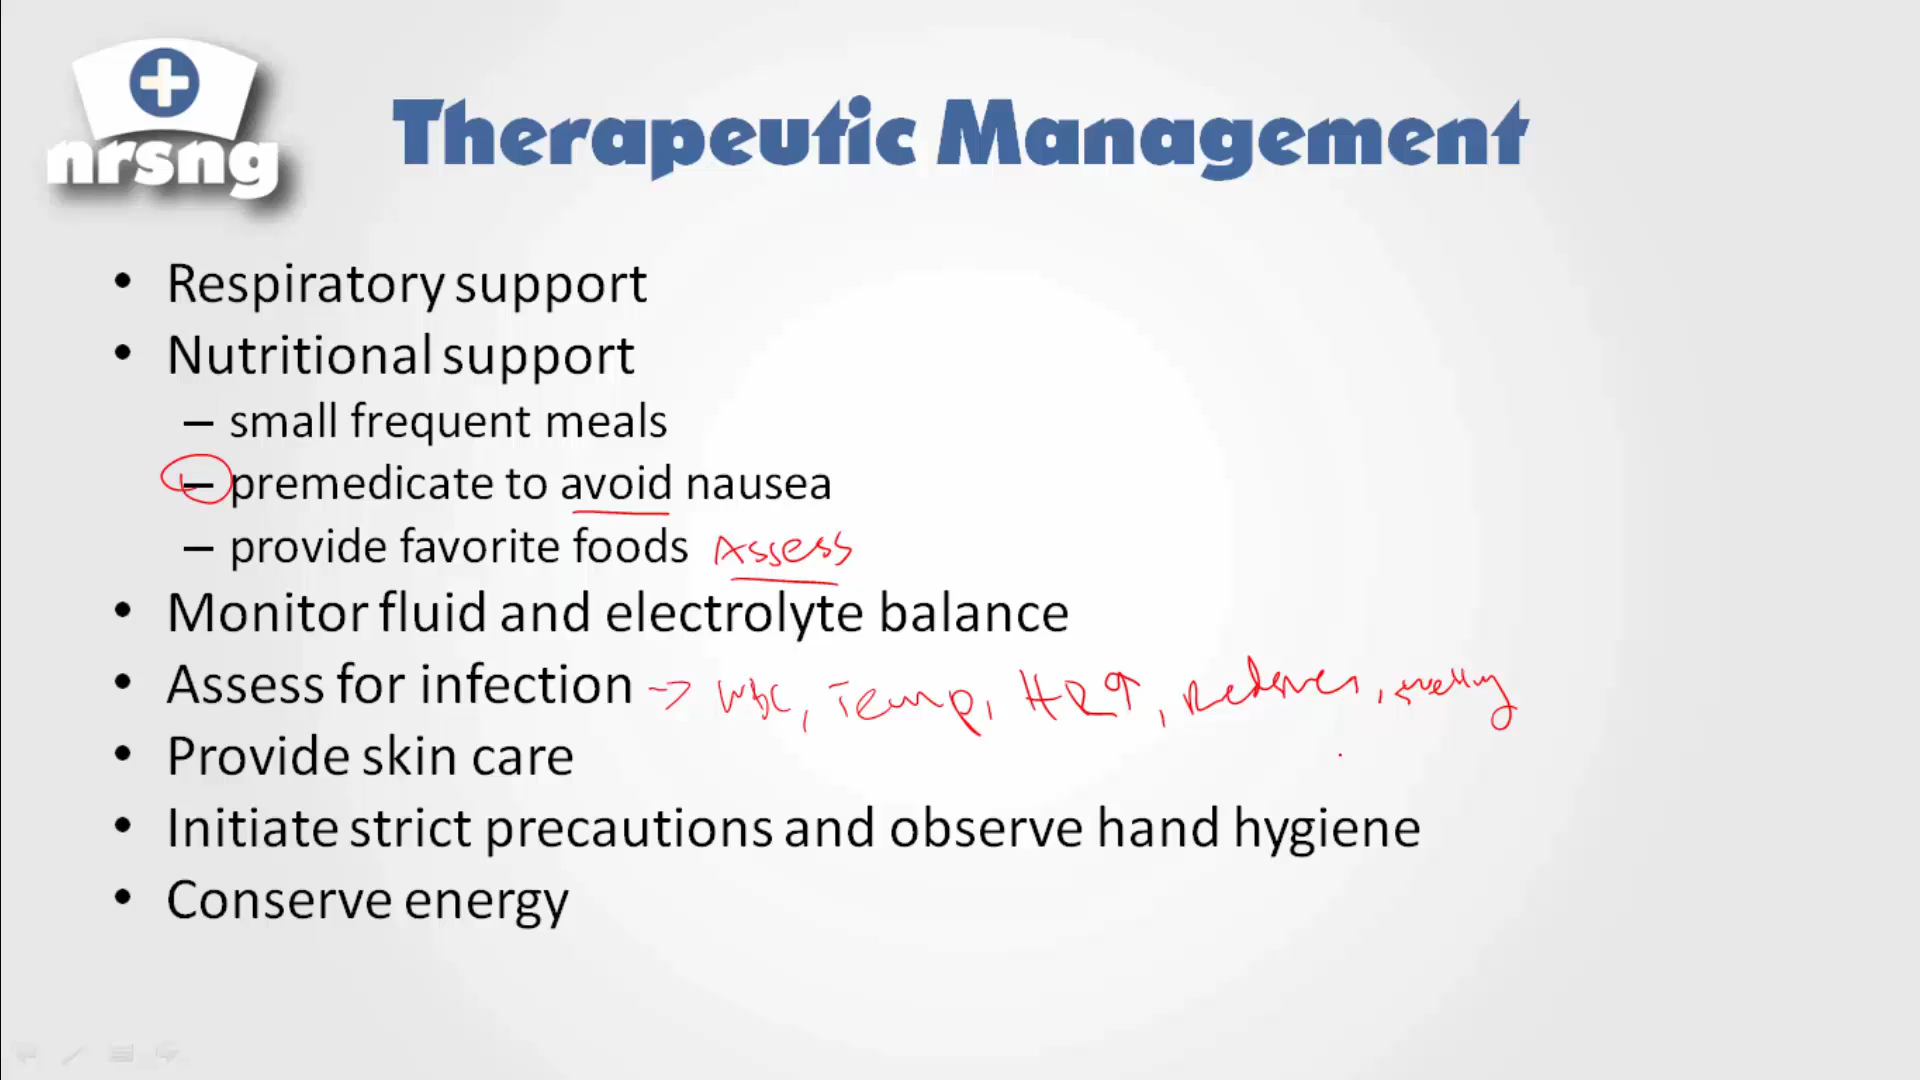 nrsng
Therapeutic Management
• Respiratory support
• Nutritional support
– small frequent meals
– premedicate to avoid nausea
– provide favorite foods Assess
• Monitor fluid and electrolyte balance
• Assess for infection -> WBC, Temp, HR↑, Redness, swelling
• Provide skin care
• Initiate strict precautions and observe hand hygiene
• Conserve energy